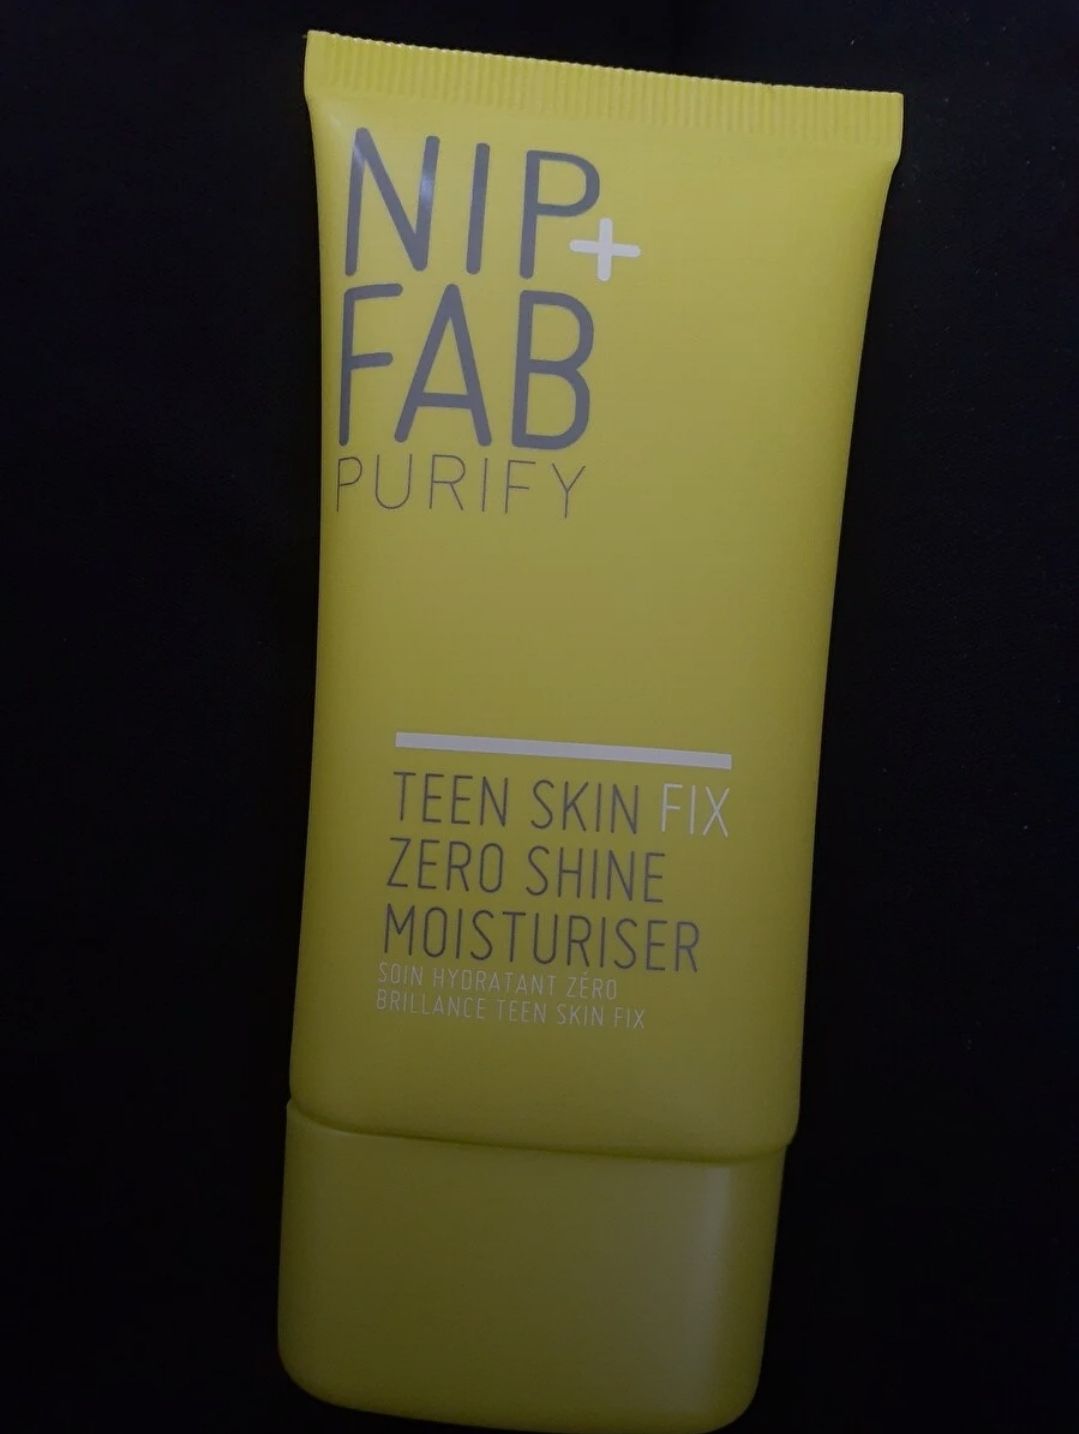 NIP+
FAB
PURIFY
TEEN SKIN FIX
ZERO SHINE
MOISTURISER
SOIN HYDRATANT ZÉRO
BRILLANCE TEEN SKIN FIX